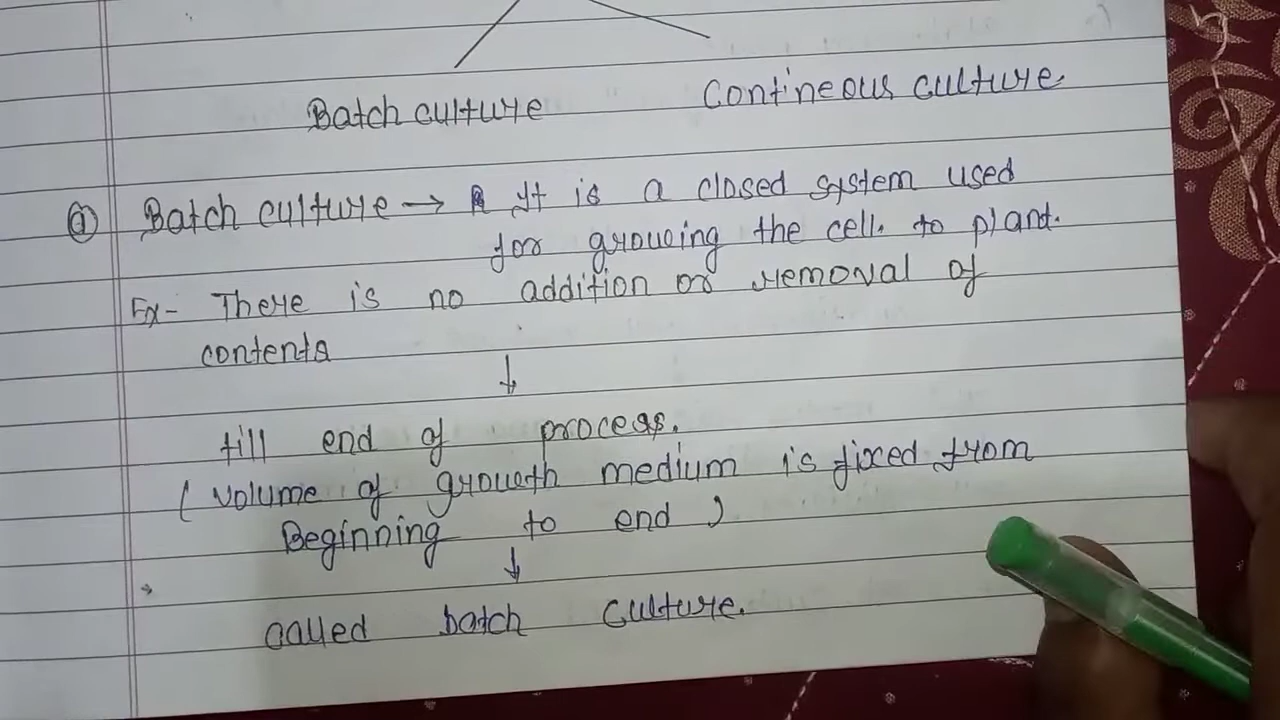 Batch culture Contineous culture
(a) Batch culture → It is a closed system used
for growing the cell. to plant.
Ex- There is no addition or removal of
contents
↓
till end of process.
( volume of groueth medium is fixed from
Beginning to end )
↓
called batch culture.